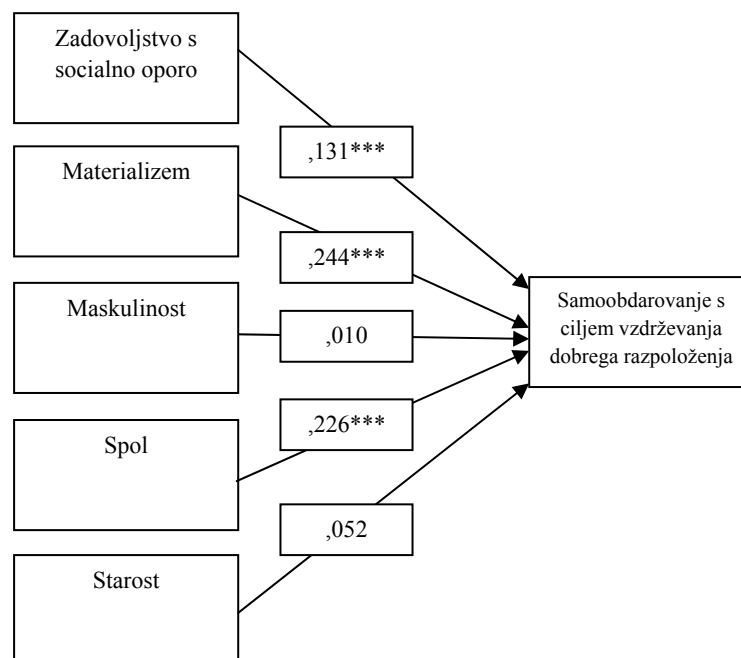 Zadovoljstvo s
socialno oporo
,131***
Materializem
,244***
Maskulinost
,010
Samoobdarovanje s
ciljem vzdrževanja
dobrega razpoloženja
,226***
Spol
,052
Starost